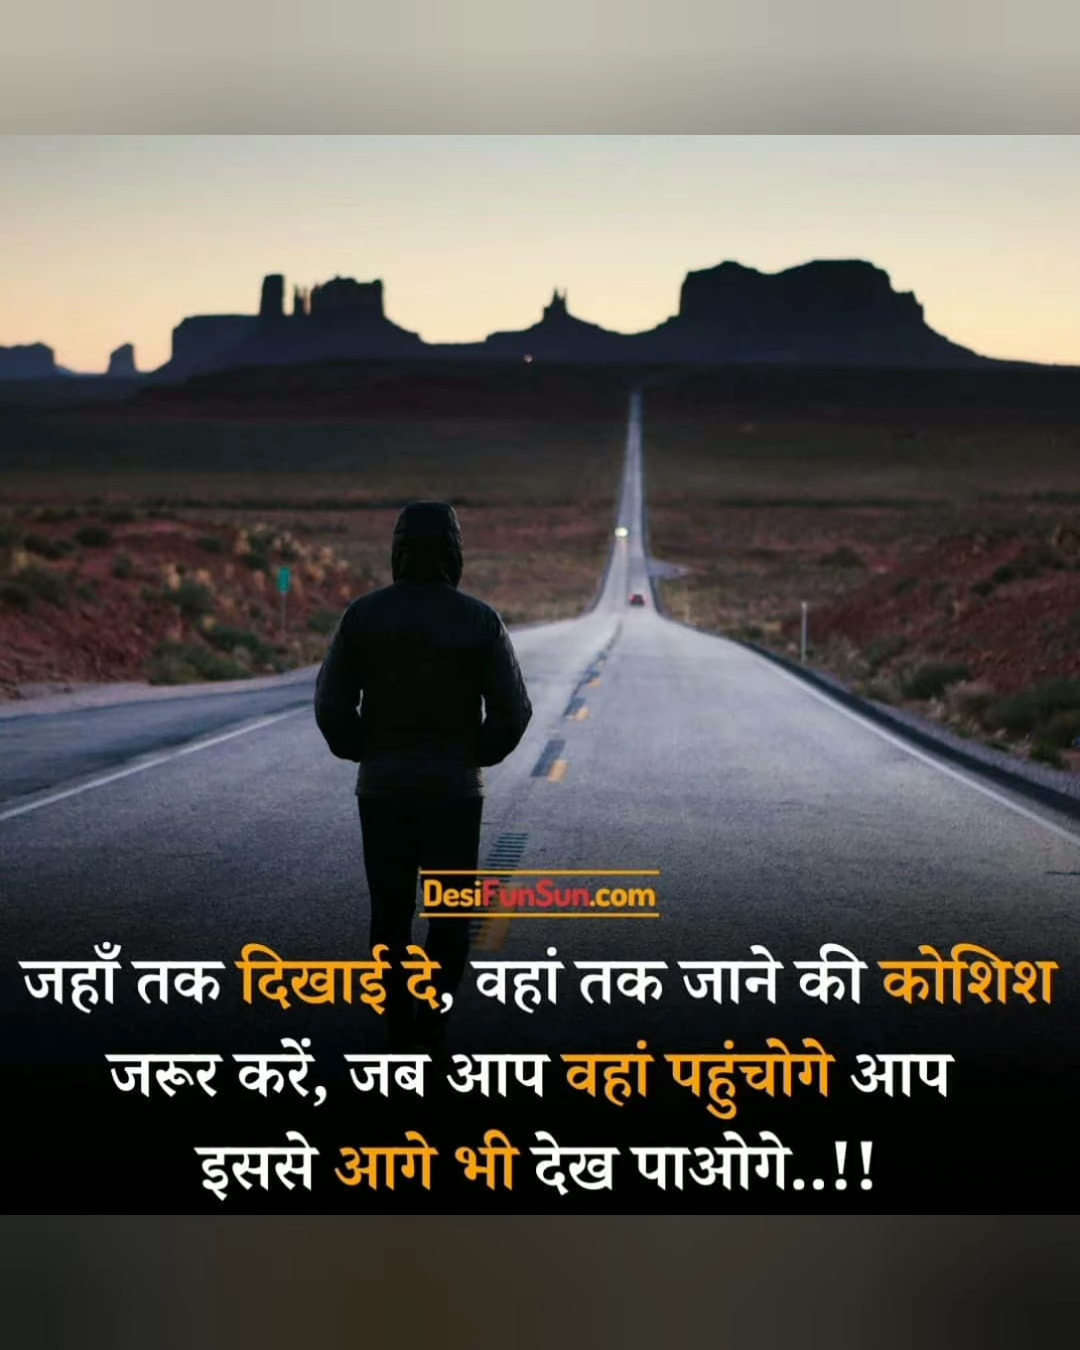 DesiFunSun.com
जहाँ तक दिखाई दे, वहां तक जाने की कोशिश
जरूर करें, जब आप वहां पहुंचोगे आप
इससे आगे भी देख पाओगे..!!